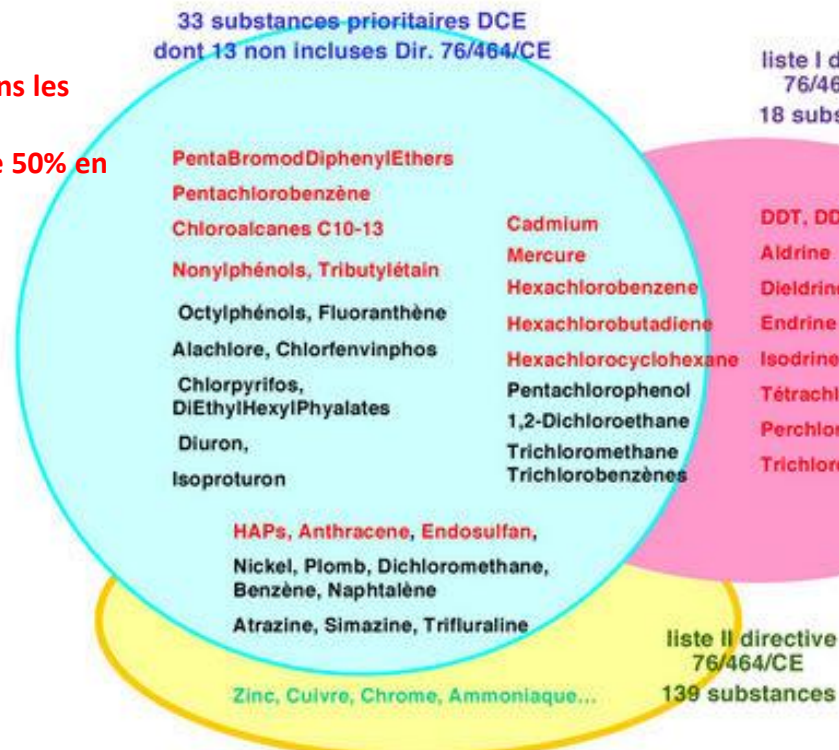 33 substances prioritaires DCE
dont 13 non incluses Dir. 76/464/CE
ns les
e 50% en
liste I d
76/46
18 subs
PentaBromodDiphenylEthers
Pentachlorobenzène
Chloroalcanes C10-13
Nonylphénols, Tributylétain
Octylphénols, Fluoranthène
Alachlore, Chlorfenvinphos
Chlorpyrifos,
DiEthylHexylPhyalates
Diuron,
Isoproturon
Cadmium
Mercure
Hexachlorobenzene
Hexachlorobutadiene
Hexachlorocyclohexane
Pentachlorophenol
1,2-Dichloroethane
Trichloromethane
Trichlorobenzènes
DDT, DD
Aldrine
Dieldrine
Endrine
Isodrine
Tétrachl
Perchlor
Trichlor
HAPs, Anthracene, Endosulfan,
Nickel, Plomb, Dichloromethane,
Benzène, Naphtalène
Atrazine, Simazine, Trifluraline
Zinc, Cuivre, Chrome, Ammoniaque...
liste II directive
76/464/CE
139 substances